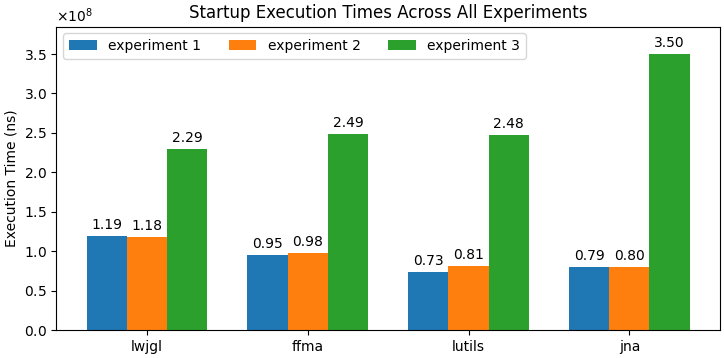 Startup Execution Times Across All Experiments
×10⁸
experiment 1 experiment 2 experiment 3
Execution Time (ns)
3.5
3.0
2.5
2.0
1.5
1.0
0.5
0.0
1.19 1.18 2.29
0.95 0.98 2.49
0.73 0.81 2.48
0.79 0.80 3.50
lwjgl ffma lutils jna